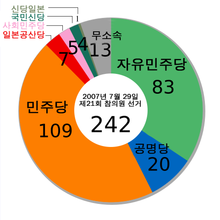 신당일본
국민신당
사회민주당
일본공산당
1
4
5
7
무소속
13
자유민주당
83
2007년 7월 29일
제21회 참의원 선거
242
민주당
109
공명당
20